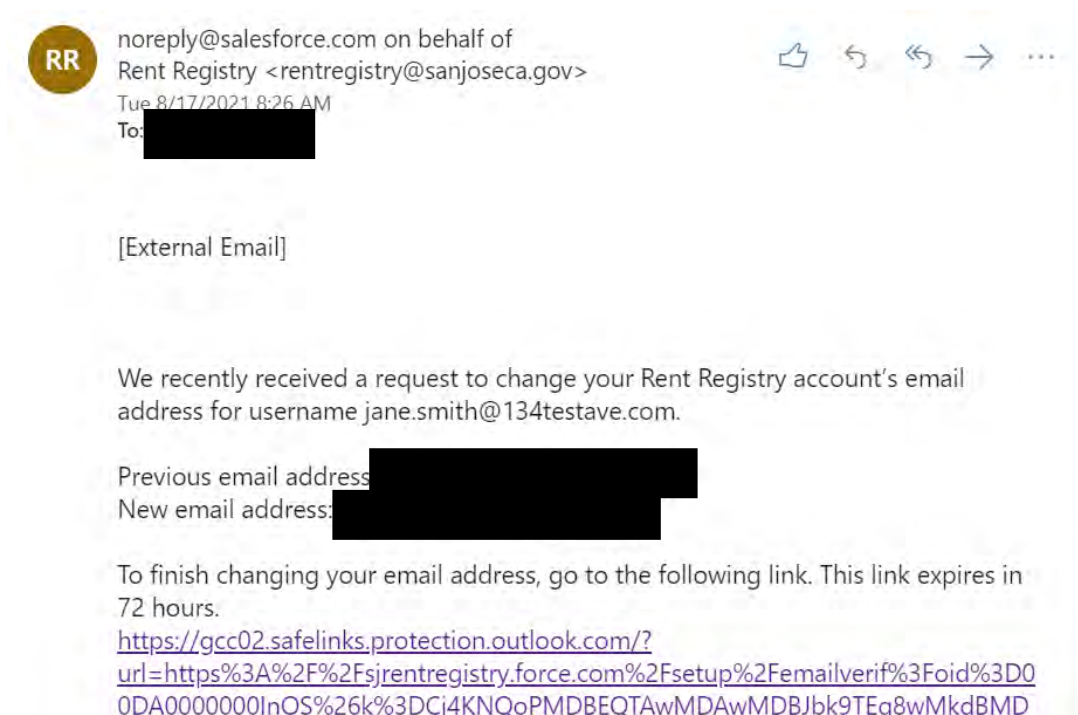 RR
noreply@salesforce.com on behalf of
Rent Registry <rentregistry@sanjoseca.gov>
Tue 8/17/2021 8:26 AM
To:
[External Email]
We recently received a request to change your Rent Registry account's email
address for username jane.smith@134testave.com.
Previous email address
New email address:
To finish changing your email address, go to the following link. This link expires in
72 hours.
https://gcc02.safelinks.protection.outlook.com/?
url=https%3A%2F%2Fsjrentregistry.force.com%2Fsetup%2Femailverif%3Foid%3D0
0DA0000000InOS%26k%3DCj4KNQoPMDBEQTAwMDAwMDBJbk9TEg8wMkdBMD